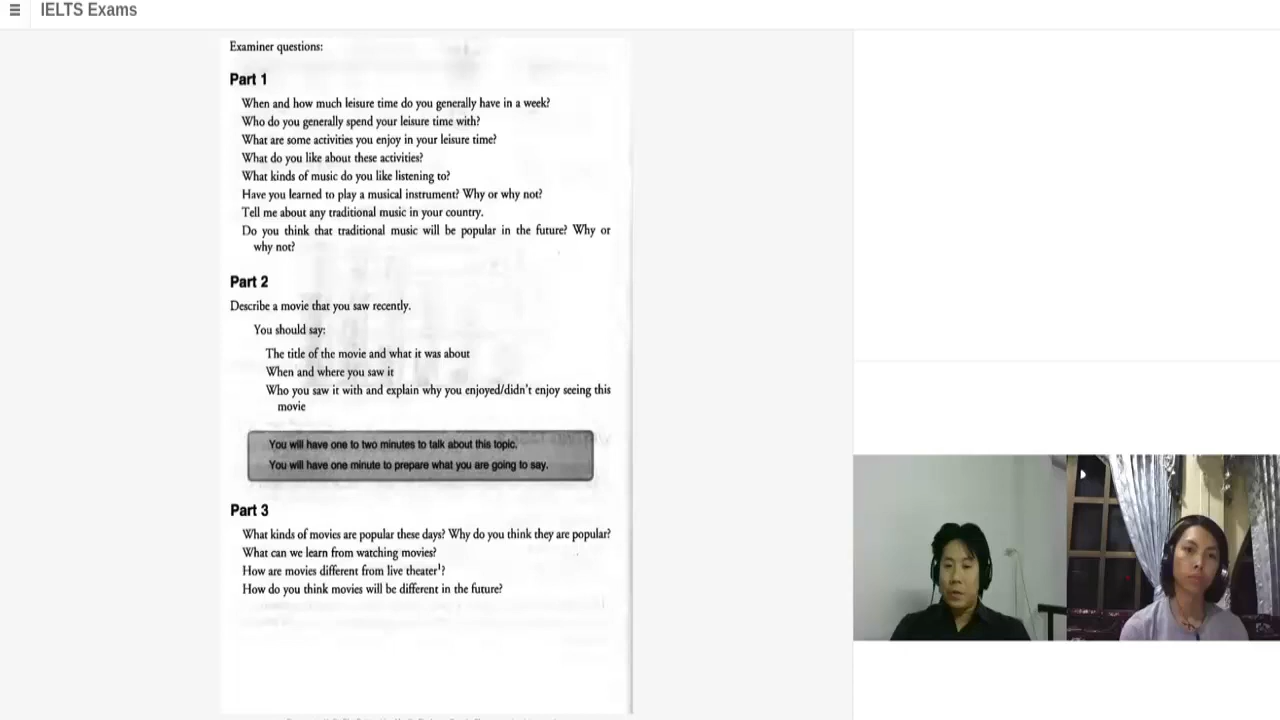 IELTS Exams
Examiner questions:
Part 1
When and how much leisure time do you generally have in a week?
Who do you generally spend your leisure time with?
What are some activities you enjoy in your leisure time?
What do you like about these activities?
What kinds of music do you like listening to?
Have you learned to play a musical instrument? Why or why not?
Tell me about any traditional music in your country.
Do you think that traditional music will be popular in the future? Why or
why not?
Part 2
Describe a movie that you saw recently.
You should say:
The title of the movie and what it was about
When and where you saw it
Who you saw it with and explain why you enjoyed/didn't enjoy seeing this
movie
You will have one to two minutes to talk about this topic.
You will have one minute to prepare what you are going to say.
Part 3
What kinds of movies are popular these days? Why do you think they are popular?
What can we learn from watching movies?
How are movies different from live theater¹?
How do you think movies will be different in the future?